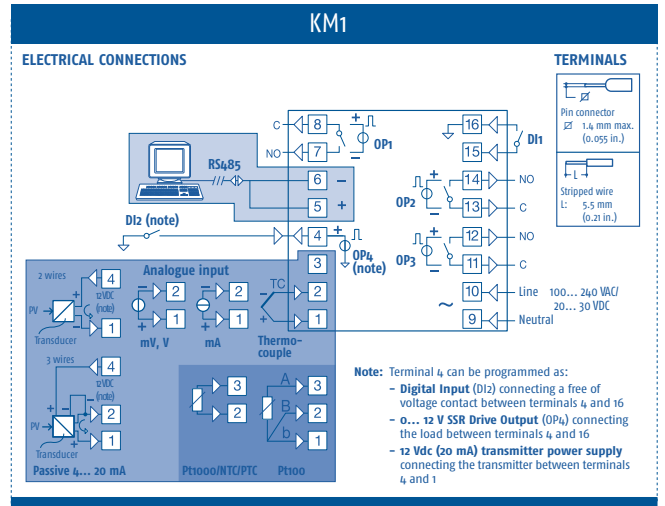 KM1
ELECTRICAL CONNECTIONS
TERMINALS
Pin connector
1.4 mm max.
(0.055 in.)
L
Stripped wire
L: 5.5 mm
(0.21 in.)
C
8
+
−
OP1
NO
7
RS485
6 −
5 +
DI2 (note)
4
+
−
OP4
(note)
3
2
1
TC
−
+
Thermo-
couple
16
15
DI1
14 NO
OP2
+
−
13 C
12 NO
OP3
+
−
11 C
~
10 Line
9 Neutral
100... 240 VAC/
20... 30 VDC
Analogue input
2 wires
4
12VDC
(note)
PV
+
−
1
Transducer
−
2
+
1
mV, V
−
2
+
1
mA
3 wires
4
12VDC
(note)
PV
+
−
+
2
1
Transducer
Passive 4... 20 mA
3
2
Pt1000/NTC/PTC
A
3
B
2
b
1
Pt100
Note: Terminal 4 can be programmed as:
– Digital Input (DI2) connecting a free of
voltage contact between terminals 4 and 16
– 0... 12 V SSR Drive Output (OP4) connecting
the load between terminals 4 and 16
– 12 Vdc (20 mA) transmitter power supply
connecting the transmitter between terminals
4 and 1